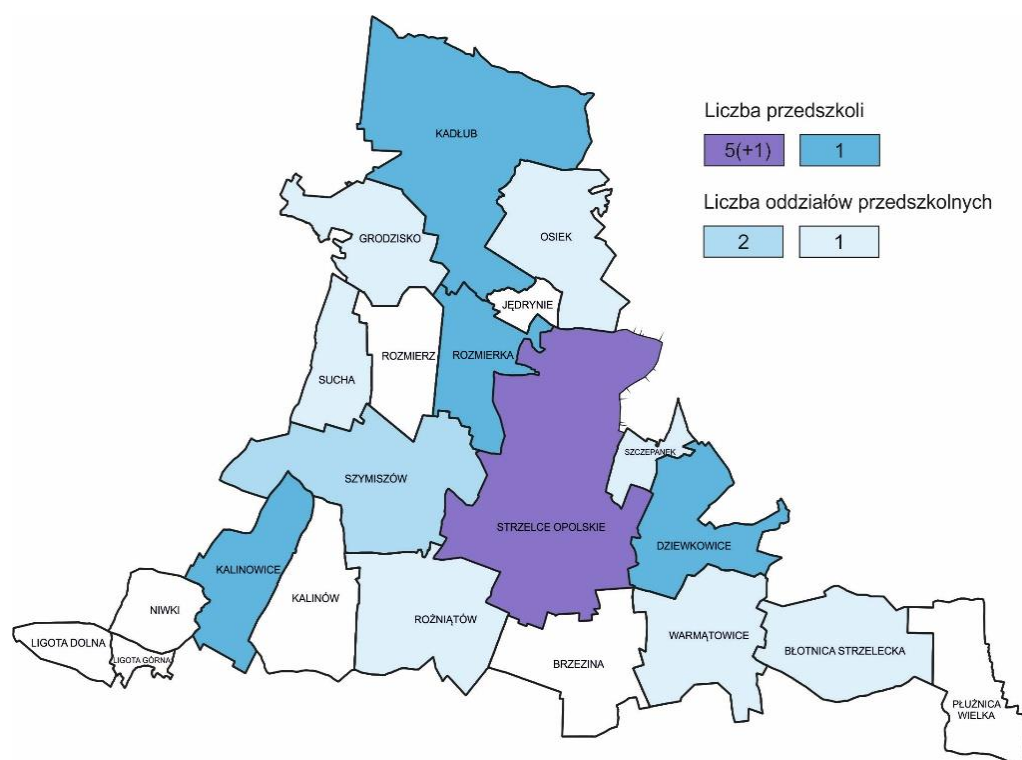 Liczba przedszkoli
5(+1) 1
Liczba oddziałów przedszkolnych
2 1
KADŁUB
GRODZISKO
OSIEK
JĘDRYNIE
ROZMIERZ
ROZMIERKA
SUCHA
SZCZEPANEK
SZYMISZÓW
STRZELCE OPOLSKIE
DZIEWKOWICE
KALINOWICE
KALINÓW
NIWKI
ROŻNIĄTÓW
LIGOTA DOLNA
LIGOTA GÓRNA
BRZEZINA
WARMĄTOWICE
BŁOTNICA STRZELECKA
PŁUŻNICA
WIELKA